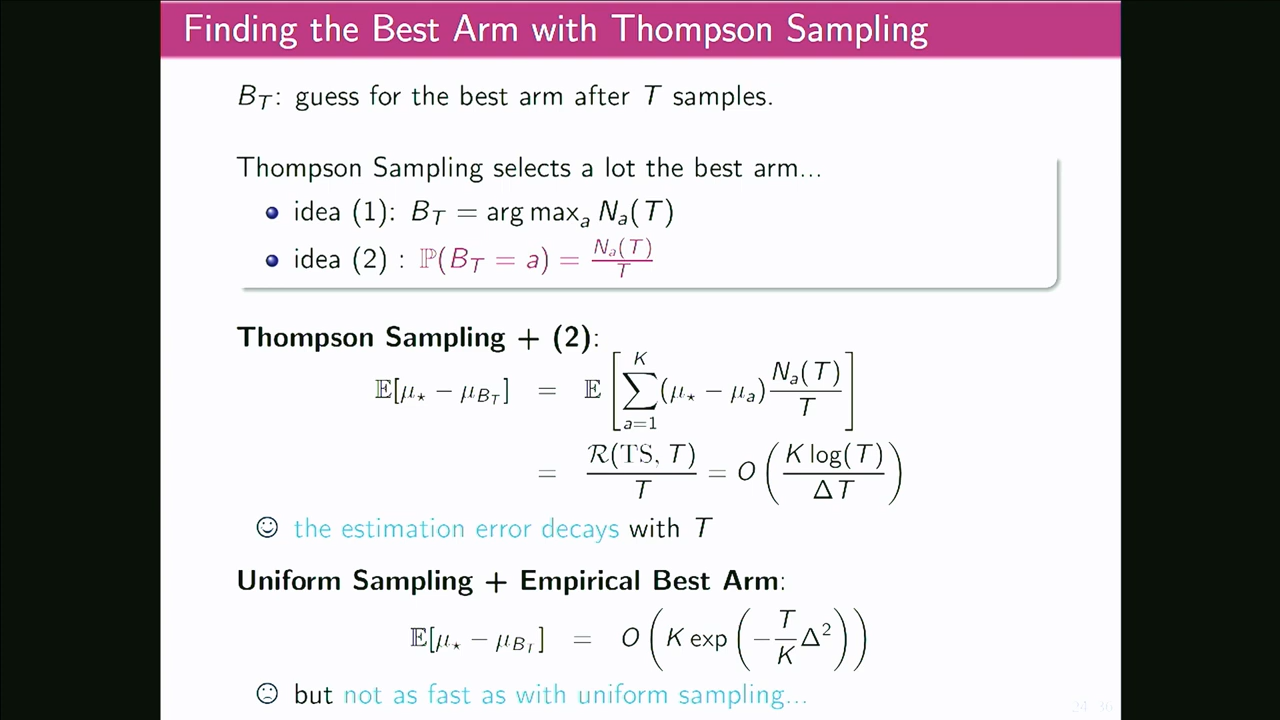 Finding the Best Arm with Thompson Sampling
B_T: guess for the best arm after T samples.
Thompson Sampling selects a lot the best arm...
idea (1): B_T = arg max_a N_a(T)
idea (2) : ℙ(B_T = a) = N_a(T)/T
Thompson Sampling + (2):
𝔼[μ⋆ − μ_{B_T}] = 𝔼 [∑_{a=1}^{K} (μ⋆ − μ_a) N_a(T)/T]
= ℛ(TS, T)/T = O (K log(T)/ΔT)
☺ the estimation error decays with T
Uniform Sampling + Empirical Best Arm:
𝔼[μ⋆ − μ_{B_T}] = O (K exp (−T/K Δ²))
☹ but not as fast as with uniform sampling...
24/36